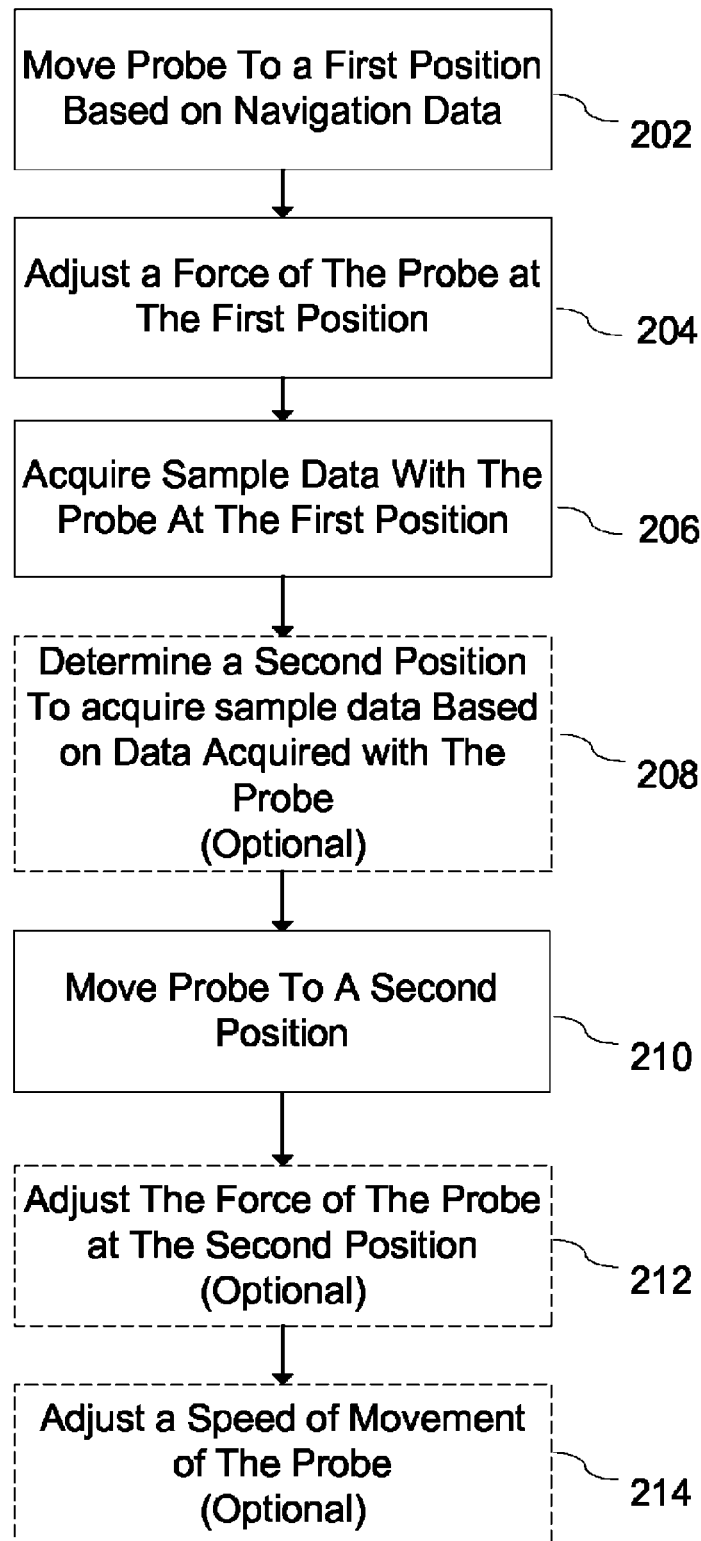 Move Probe To a First Position
Based on Navigation Data
202
Adjust a Force of The Probe at
The First Position
204
Acquire Sample Data With The
Probe At The First Position
206
Determine a Second Position
To acquire sample data Based
on Data Acquired with The
Probe
(Optional)
208
Move Probe To A Second
Position
210
Adjust The Force of The Probe
at The Second Position
(Optional)
212
Adjust a Speed of Movement
of The Probe
(Optional)
214